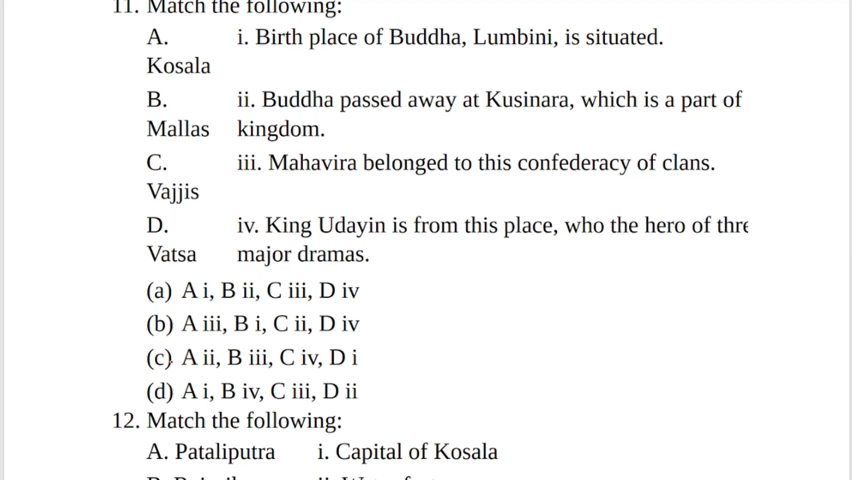 11. Match the following:
A. i. Birth place of Buddha, Lumbini, is situated.
Kosala
B. ii. Buddha passed away at Kusinara, which is a part of
Mallas kingdom.
C. iii. Mahavira belonged to this confederacy of clans.
Vajjis
D. iv. King Udayin is from this place, who the hero of thre
Vatsa major dramas.
(a) A i, B ii, C iii, D iv
(b) A iii, B i, C ii, D iv
(c) A ii, B iii, C iv, D i
(d) A i, B iv, C iii, D ii
12. Match the following:
A. Pataliputra i. Capital of Kosala